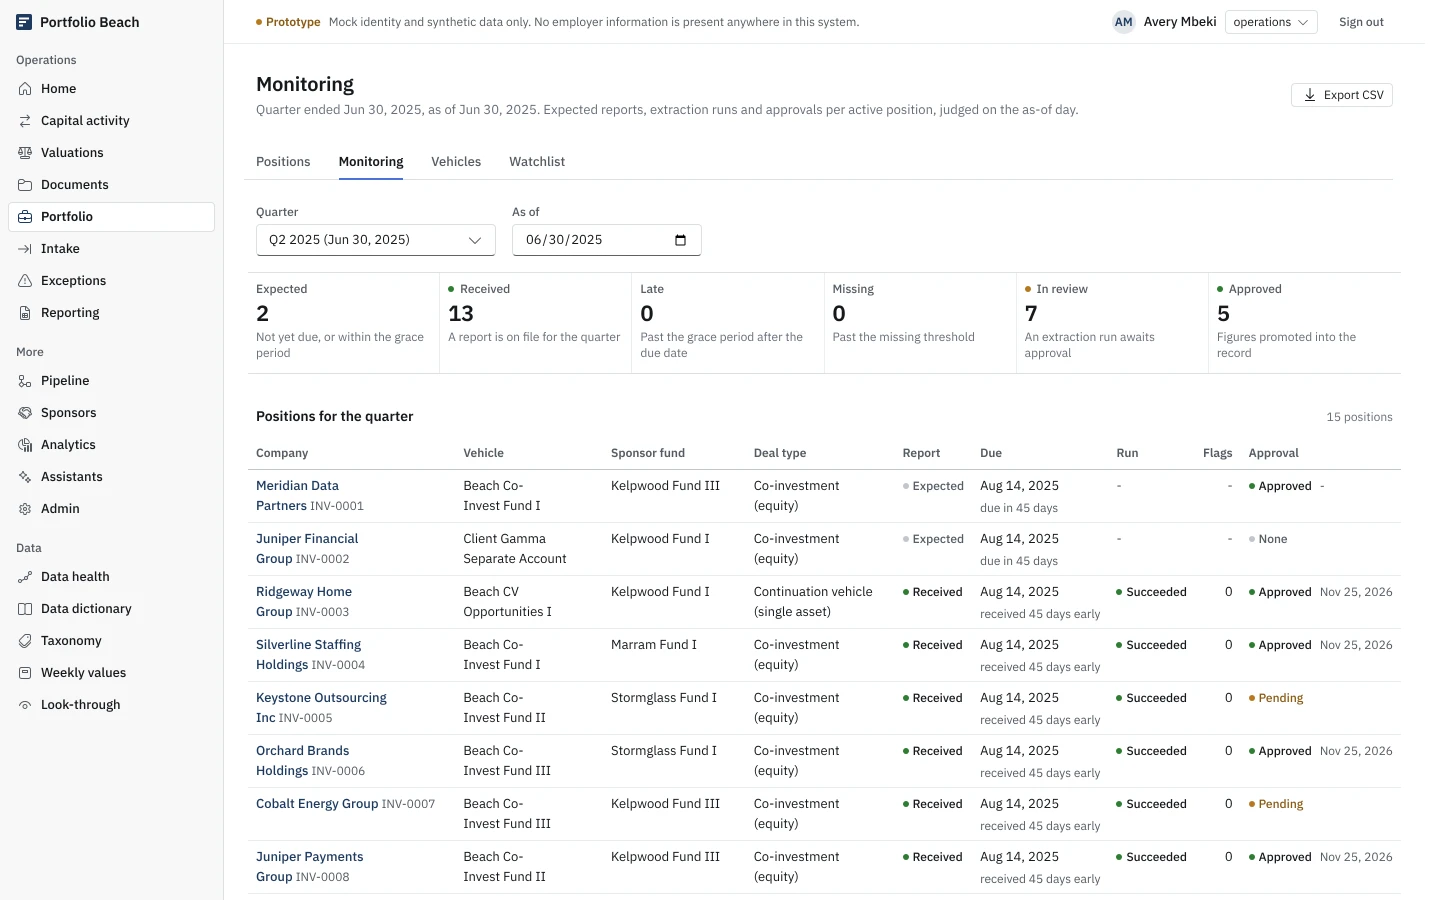 Portfolio Beach
Prototype Mock identity and synthetic data only. No employer information is present anywhere in this system.
AM Avery Mbeki operations Sign out
Operations
Home
Capital activity
Valuations
Documents
Portfolio
Intake
Exceptions
Reporting
More
Pipeline
Sponsors
Analytics
Assistants
Admin
Data
Data health
Data dictionary
Taxonomy
Weekly values
Look-through
Monitoring
Quarter ended Jun 30, 2025, as of Jun 30, 2025. Expected reports, extraction runs and approvals per active position, judged on the as-of day.
Export CSV
Positions Monitoring Vehicles Watchlist
Quarter As of
Q2 2025 (Jun 30, 2025) 06/30/2025
Expected
2
Not yet due, or within the grace
period
Received
13
A report is on file for the quarter
Late
0
Past the grace period after the
due date
Missing
0
Past the missing threshold
In review
7
An extraction run awaits
approval
Approved
5
Figures promoted into the
record
Positions for the quarter 15 positions
Company Vehicle Sponsor fund Deal type Report Due Run Flags Approval
Meridian Data Beach Co- Kelpwood Fund III Co-investment Expected Aug 14, 2025 - - Approved -
Partners INV-0001 Invest Fund I (equity) due in 45 days
Juniper Financial Client Gamma Kelpwood Fund I Co-investment Expected Aug 14, 2025 - - None
Group INV-0002 Separate Account (equity) due in 45 days
Ridgeway Home Beach CV Kelpwood Fund I Continuation vehicle Received Aug 14, 2025 Succeeded 0 Approved Nov 25, 2026
Group INV-0003 Opportunities I (single asset) received 45 days early
Silverline Staffing Beach Co- Marram Fund I Co-investment Received Aug 14, 2025 Succeeded 0 Approved Nov 25, 2026
Holdings INV-0004 Invest Fund I (equity) received 45 days early
Keystone Outsourcing Beach Co- Stormglass Fund I Co-investment Received Aug 14, 2025 Succeeded 0 Pending
Inc INV-0005 Invest Fund II (equity) received 45 days early
Orchard Brands Beach Co- Stormglass Fund I Co-investment Received Aug 14, 2025 Succeeded 0 Approved Nov 25, 2026
Holdings INV-0006 Invest Fund III (equity) received 45 days early
Cobalt Energy Group INV-0007 Beach Co- Kelpwood Fund III Co-investment Received Aug 14, 2025 Succeeded 0 Pending
Invest Fund III (equity) received 45 days early
Juniper Payments Beach Co- Kelpwood Fund III Co-investment Received Aug 14, 2025 Succeeded 0 Approved Nov 25, 2026
Group INV-0008 Invest Fund II (equity) received 45 days early